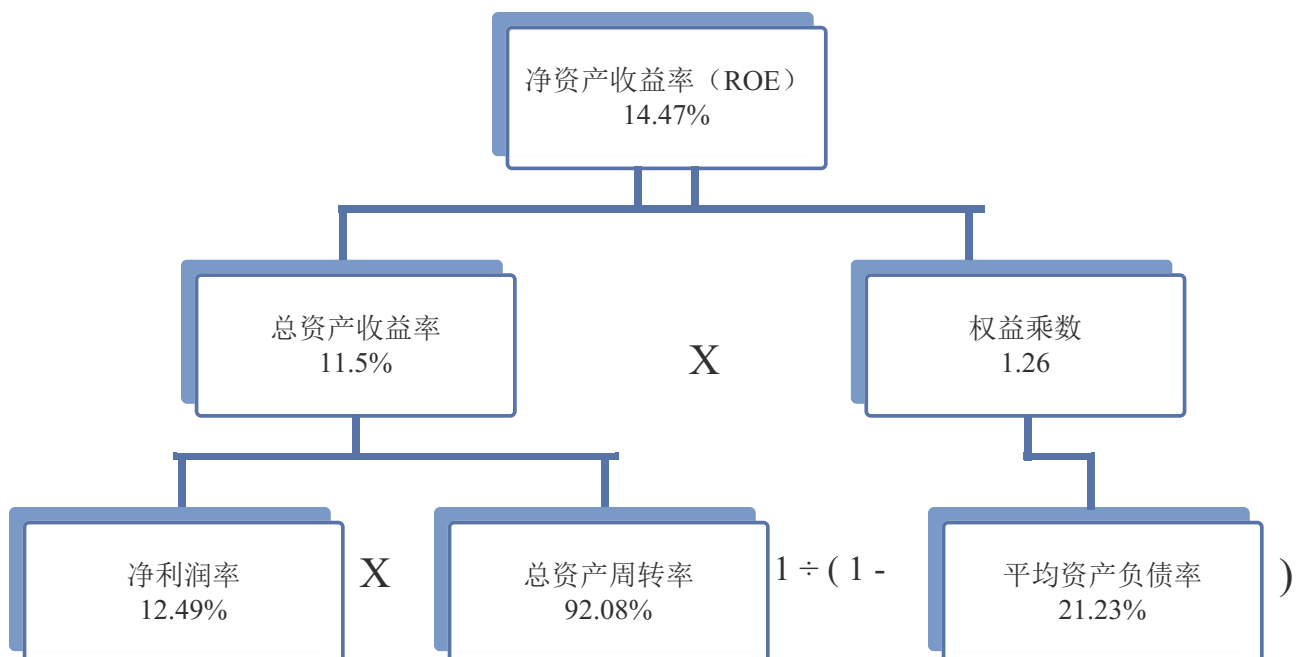 净资产收益率（ROE）
14.47%
总资产收益率
11.5%
X
权益乘数
1.26
净利润率
12.49%
X
总资产周转率
92.08%
1 ÷ ( 1 -
平均资产负债率
21.23%
)